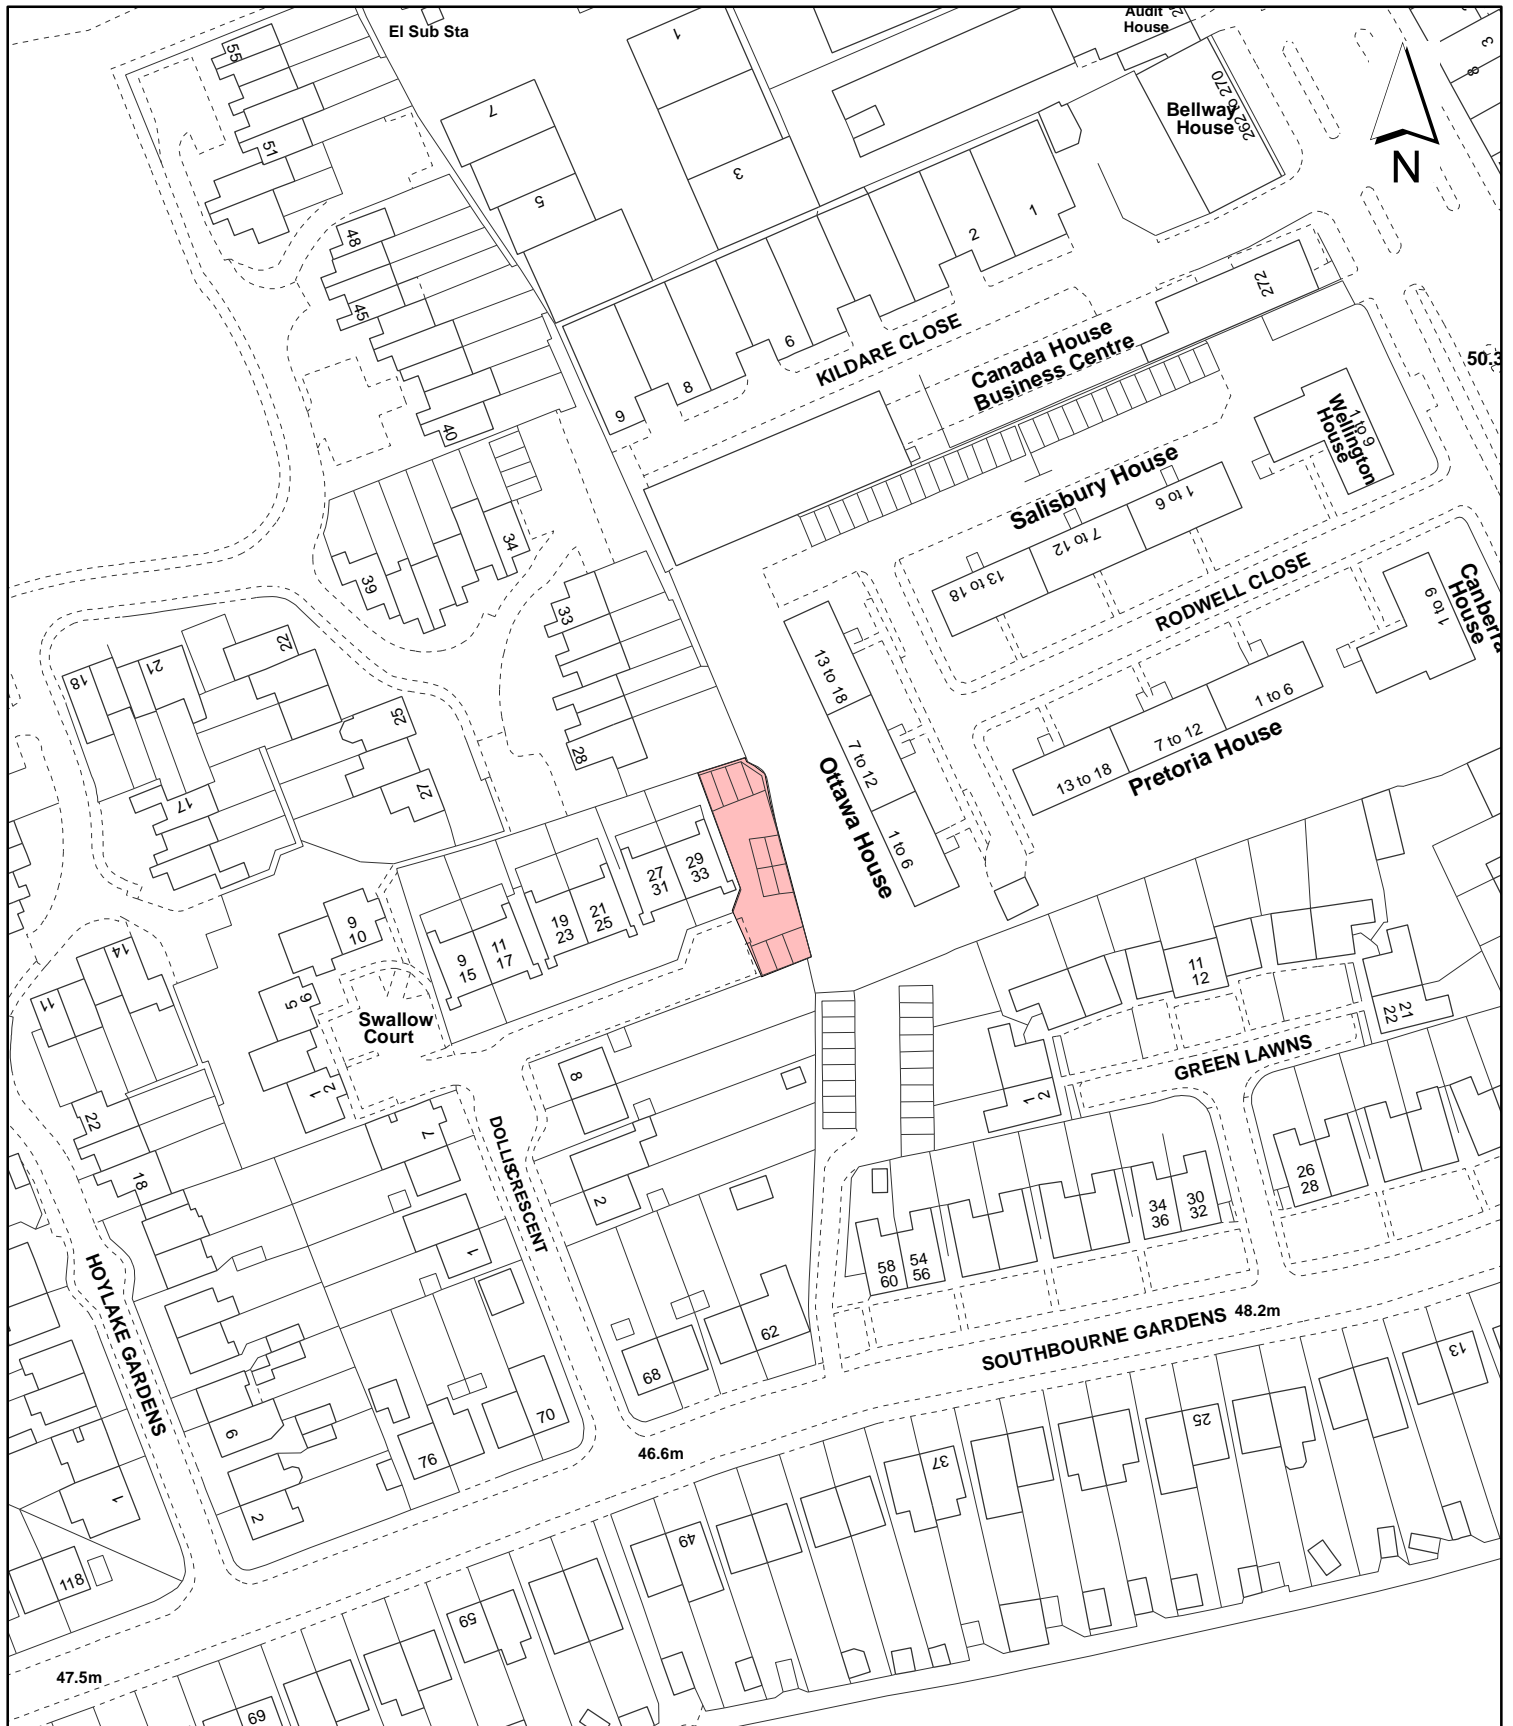 El Sub Sta
Audit
House
55
1
7
3
8
262 to 270
Bellway
House
N
51
3
5
48
2
1
45
272
6
KILDARE CLOSE
Canada House
Business Centre
50.3
8
9
40
1 to 9
Wellington
House
Salisbury House
34
1 to 6
7 to 12
13 to 18
39
33
RODWELL CLOSE
Canberra
House
1 to 9
22
21
18
13 to 18
1 to 6
25
7 to 12
28
7 to 12
Pretoria House
13 to 18
27
17
Ottawa House
1 to 6
29
33
27
31
9
10
19
23
21
25
14
11
17
9
15
11
12
11
5
6
Swallow
Court
21
22
GREEN LAWNS
8
1
2
1
2
22
7
DOLLIS CRESCENT
18
2
26
28
34
36
30
32
1
HOYLAKE GARDENS
58
60
54
56
48.2m
SOUTHBOURNE GARDENS
62
68
13
70
25
6
76
46.6m
37
1
2
49
118
59
47.5m
69